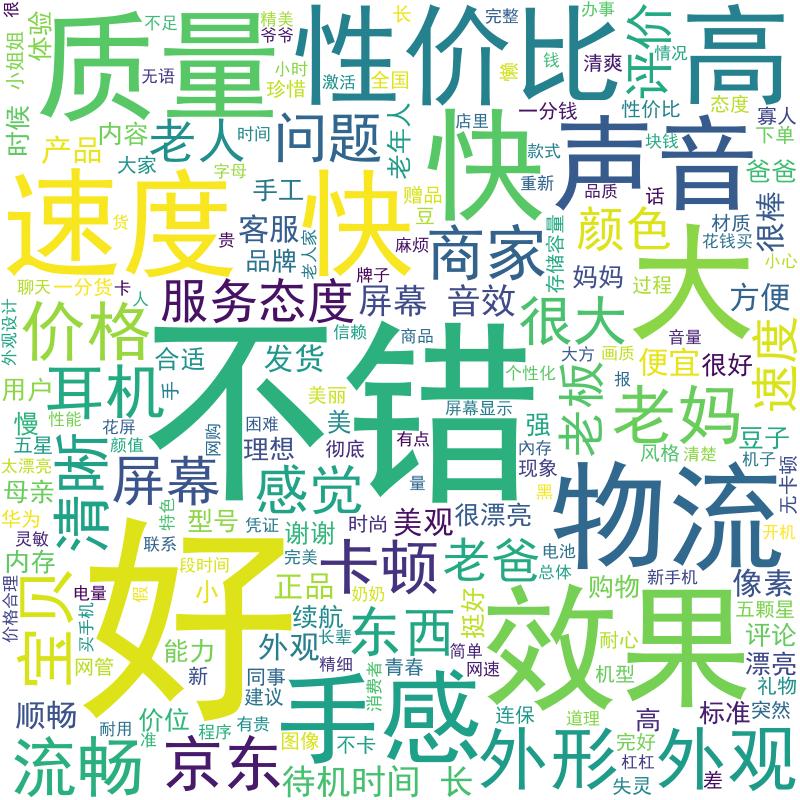 很
体验
小姐姐
时候
质量
不足
精美
爷爷
无语
小时
珍惜
激活
性价比
长
全国
完整
懒
办事
钱
清爽
情况
评价
高
一分钱
性价比
态度
寡人
下单
店里
块钱
爸爸
内容
产品
大家
老人
时间
字母
问题
老年人
快
款式
重新
声音
品质
话
材质
花钱买
很棒
速度
货
贵
手工
客服
品牌
老人家
快
赠品
豆
麻烦
牌子
商家
存储容量
颜色
妈妈
过程
大
小心
方便
聊天
一分货
卡
人
服务态度
屏幕
音效
很大
音量
外观设计
价格
合适
发货
信赖
商品
大方
画质
便宜
很好
速度
不错
个性化
报
用户
耳机
手
美丽
屏幕显示
老板
老妈
慢
性能
五星
花屏
颜值
网购
困难
理想
美
彻底
有点
强
內存
现象
风格
清楚
豆子
机子
太漂亮
清晰
屏幕
感觉
量
黑
物流
无卡顿
母亲
华为
灵敏
特色
型号
凭证
谢谢
时尚
美观
很漂亮
开机
内存
联系
段时间
完美
卡顿
老爸
电池
总体
新手机
像素
价格合理
宝贝
电量
买手机
假
好
小
正品
奶奶
购物
五颗星
续航
长辈
东西
挺好
效果
耐心
评论
网管
能力
外观
简单
漂亮
新
同事
建议
精细
消费者
青春
网速
机型
礼物
顺畅
耐用
价位
准
程序
有贵
手感
连保
道理
高
标准
突然
流畅
京东
图像
不卡
外形
完好
杠杠
外观
待机时间
长
失灵
差